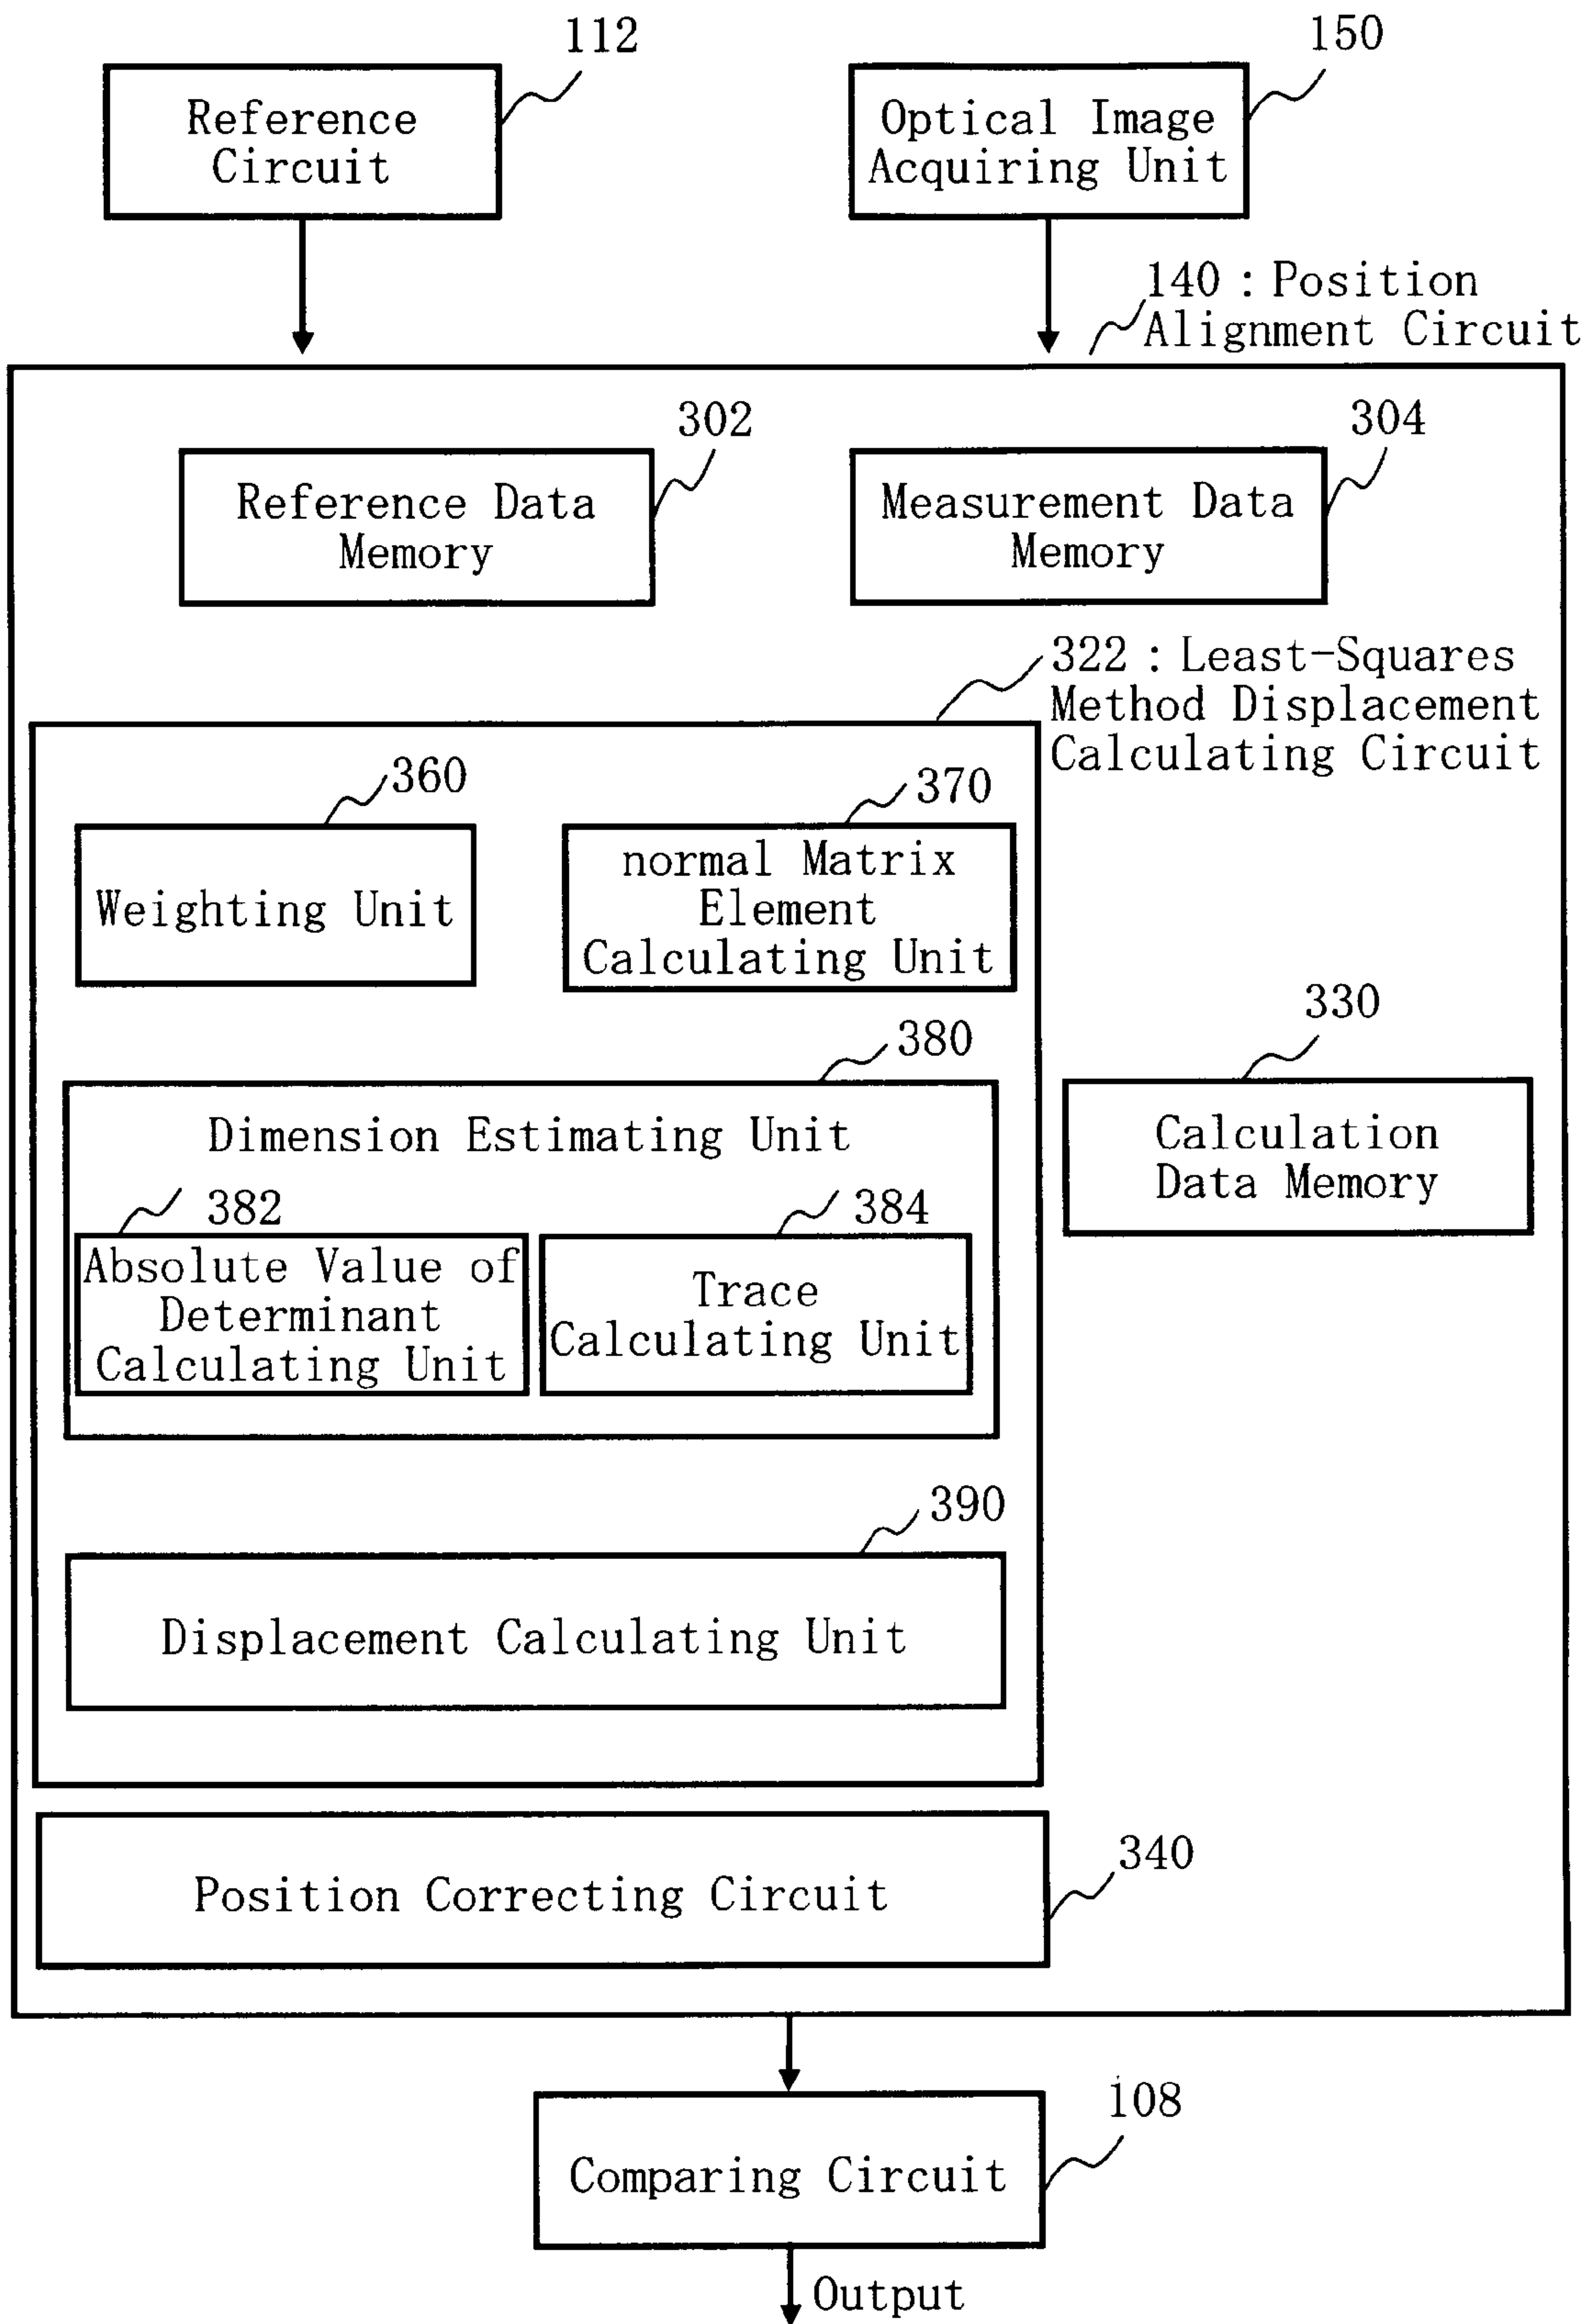 112
150
Reference
Circuit
Optical Image
Acquiring Unit
140 : Position
Alignment Circuit
302
304
Reference Data
Memory
Measurement Data
Memory
322 : Least-Squares
Method Displacement
Calculating Circuit
360
370
Weighting Unit
normal Matrix
Element
Calculating Unit
330
380
Dimension Estimating Unit
Calculation
Data Memory
382
384
Absolute Value of
Determinant
Calculating Unit
Trace
Calculating Unit
390
Displacement Calculating Unit
340
Position Correcting Circuit
108
Comparing Circuit
Output